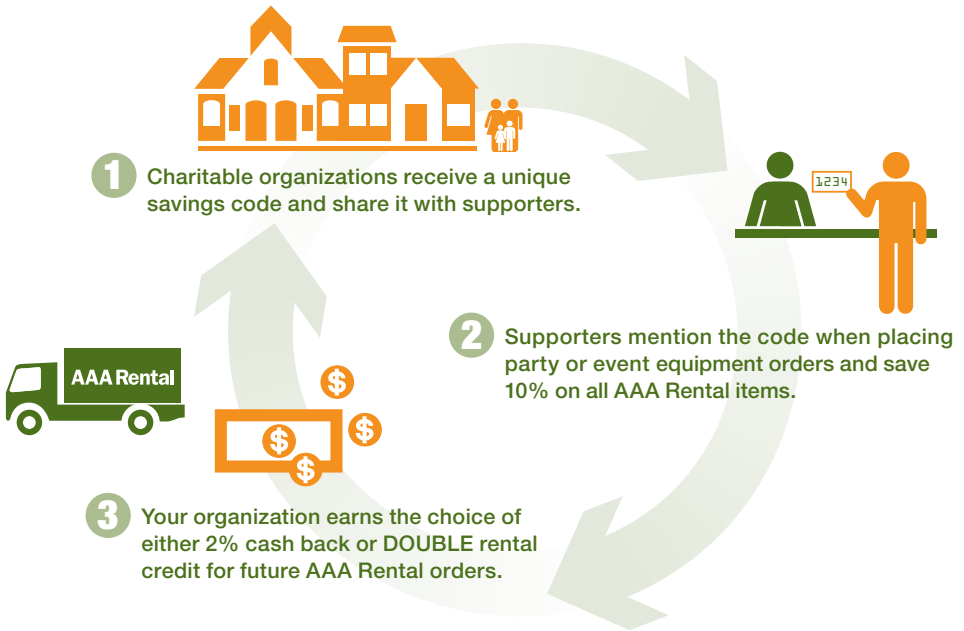 1
Charitable organizations receive a unique
savings code and share it with supporters.
1234
2
Supporters mention the code when placing
party or event equipment orders and save
10% on all AAA Rental items.
AAA Rental
$
$
$
$
3
Your organization earns the choice of
either 2% cash back or DOUBLE rental
credit for future AAA Rental orders.